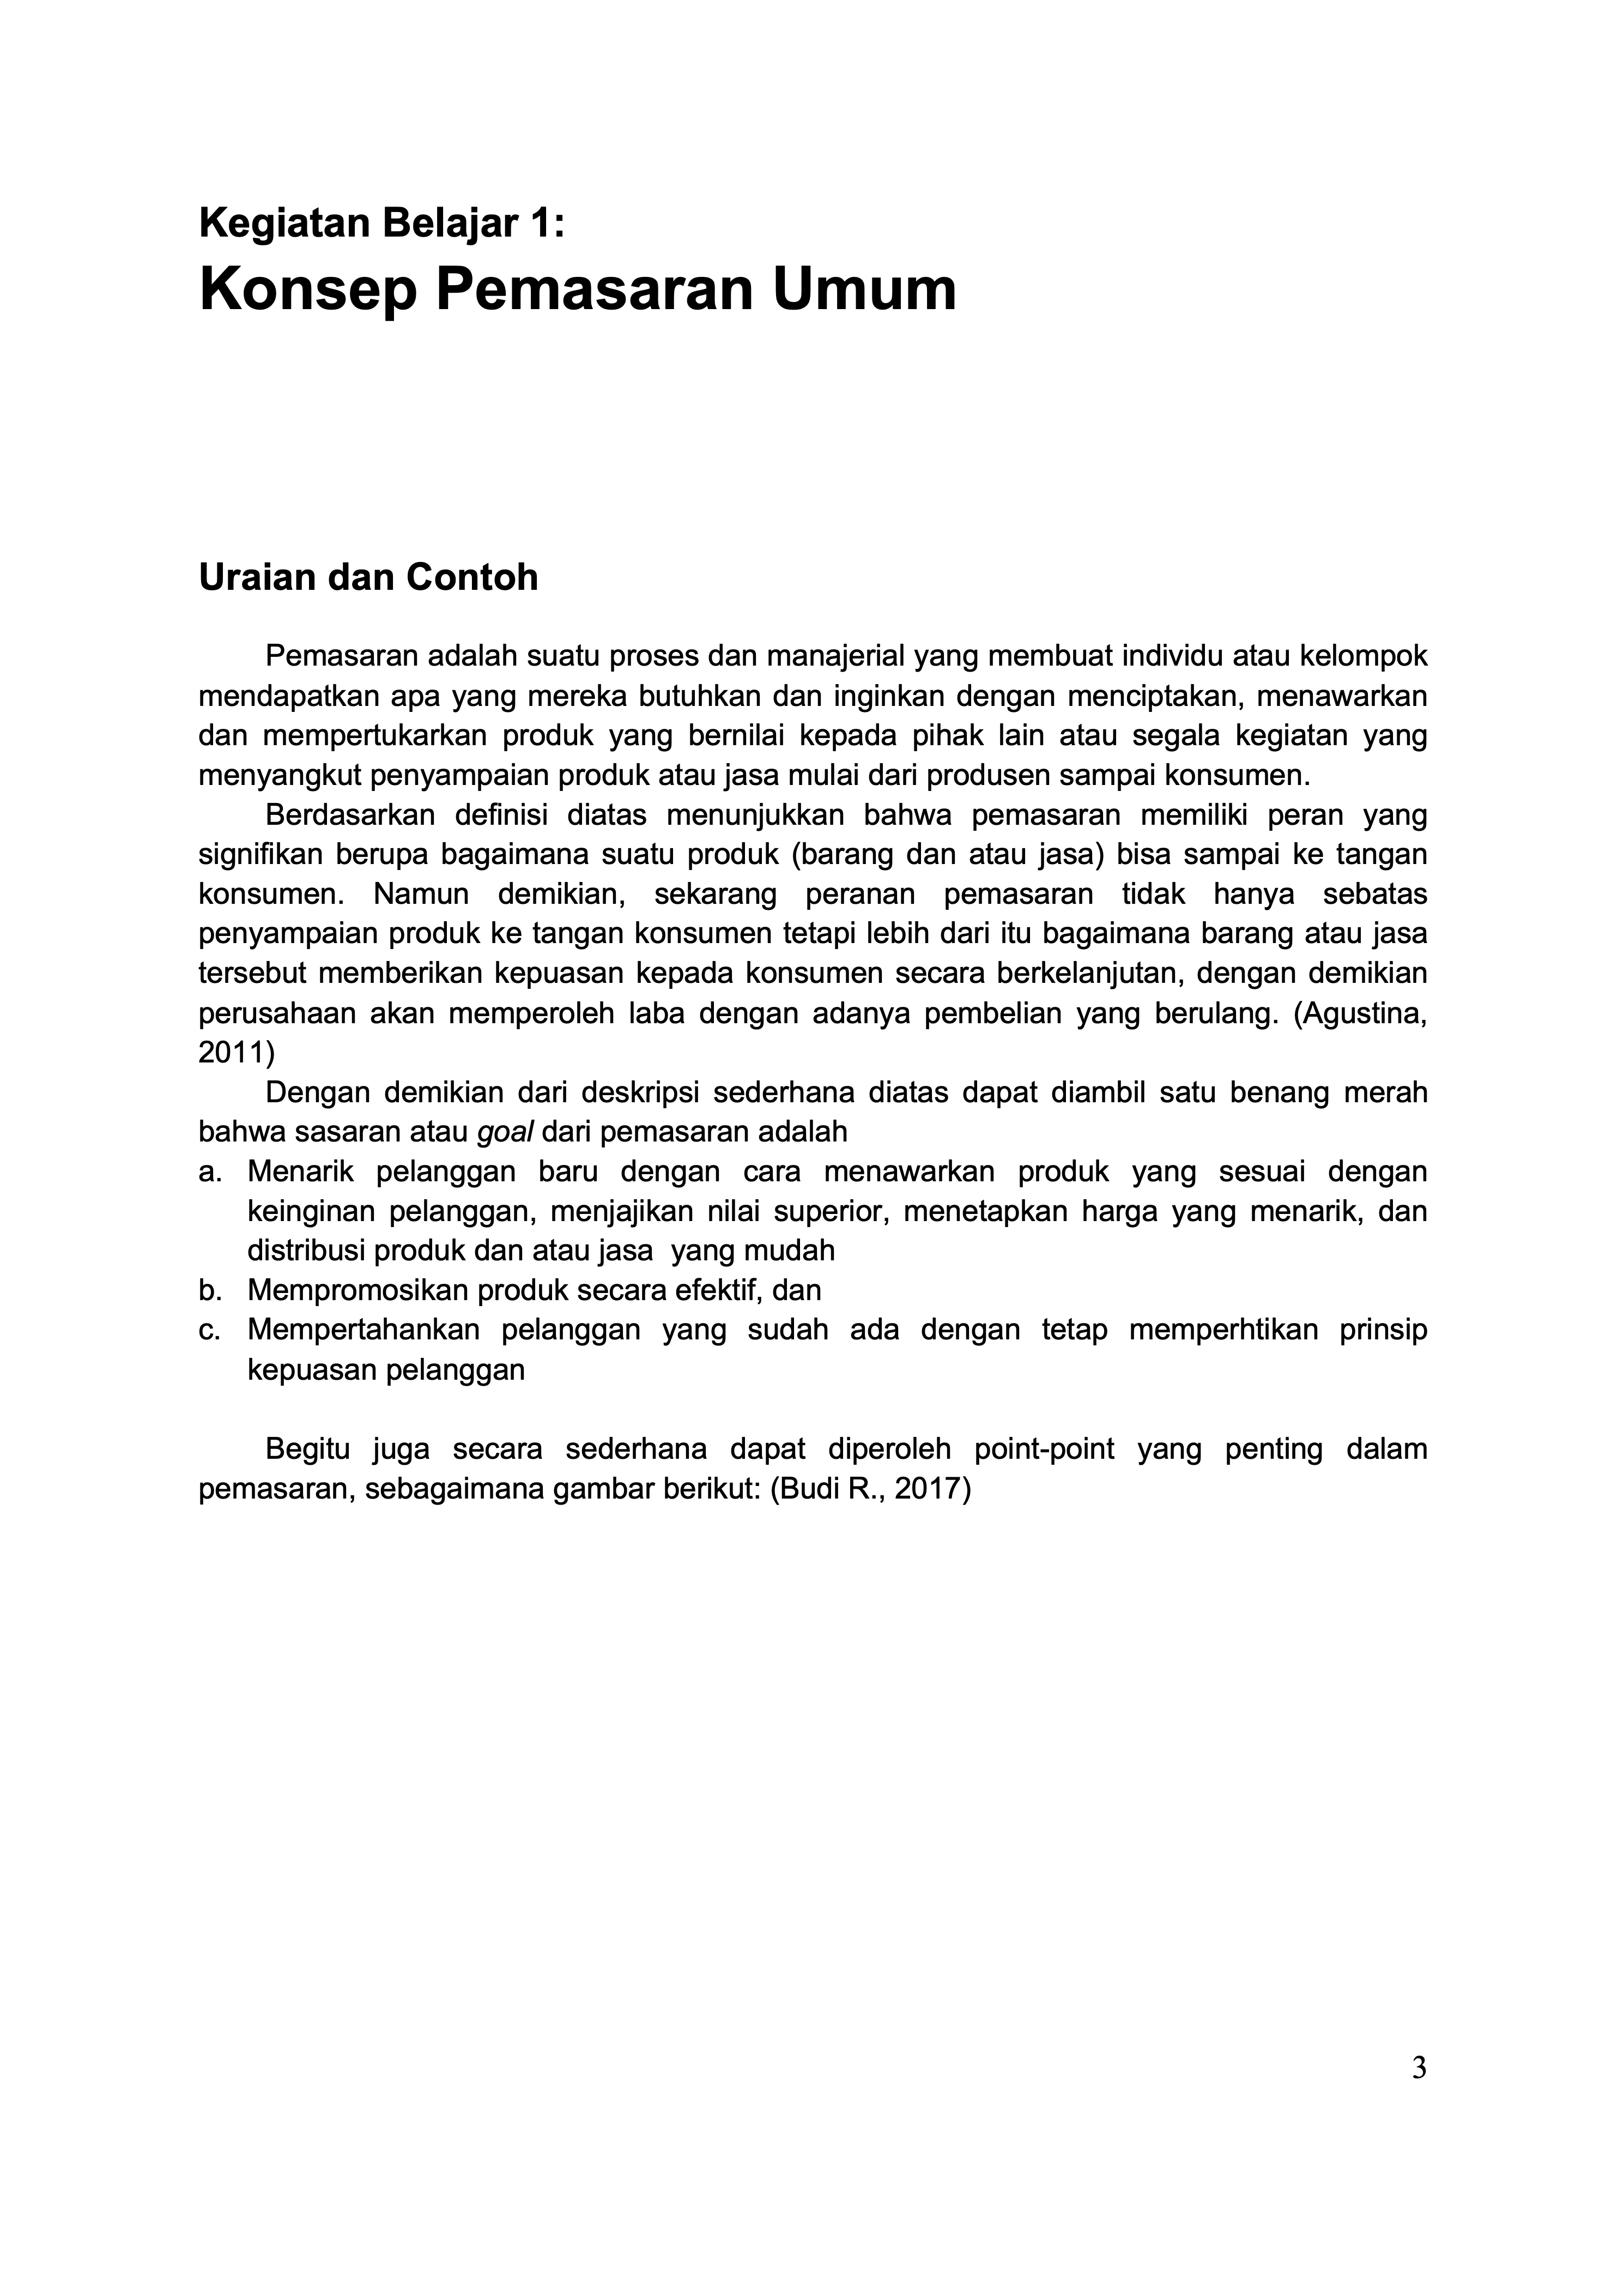 Kegiatan Belajar 1:
Konsep Pemasaran Umum
Uraian dan Contoh
Pemasaran adalah suatu proses dan manajerial yang membuat individu atau kelompok
mendapatkan apa yang mereka butuhkan dan inginkan dengan menciptakan, menawarkan
dan mempertukarkan produk yang bernilai kepada pihak lain atau segala kegiatan yang
menyangkut penyampaian produk atau jasa mulai dari produsen sampai konsumen.
Berdasarkan definisi diatas menunjukkan bahwa pemasaran memiliki peran yang
signifikan berupa bagaimana suatu produk (barang dan atau jasa) bisa sampai ke tangan
konsumen. Namun demikian, sekarang peranan pemasaran tidak hanya sebatas
penyampaian produk ke tangan konsumen tetapi lebih dari itu bagaimana barang atau jasa
tersebut memberikan kepuasan kepada konsumen secara berkelanjutan, dengan demikian
perusahaan akan memperoleh laba dengan adanya pembelian yang berulang. (Agustina,
2011)
Dengan demikian dari deskripsi sederhana diatas dapat diambil satu benang merah
bahwa sasaran atau goal dari pemasaran adalah
a. Menarik pelanggan baru dengan cara menawarkan produk yang sesuai dengan
keinginan pelanggan, menjajikan nilai superior, menetapkan harga yang menarik, dan
distribusi produk dan atau jasa  yang mudah
b. Mempromosikan produk secara efektif, dan
c. Mempertahankan pelanggan yang sudah ada dengan tetap memperhtikan prinsip
kepuasan pelanggan
Begitu juga secara sederhana dapat diperoleh point-point yang penting dalam
pemasaran, sebagaimana gambar berikut: (Budi R., 2017)
3